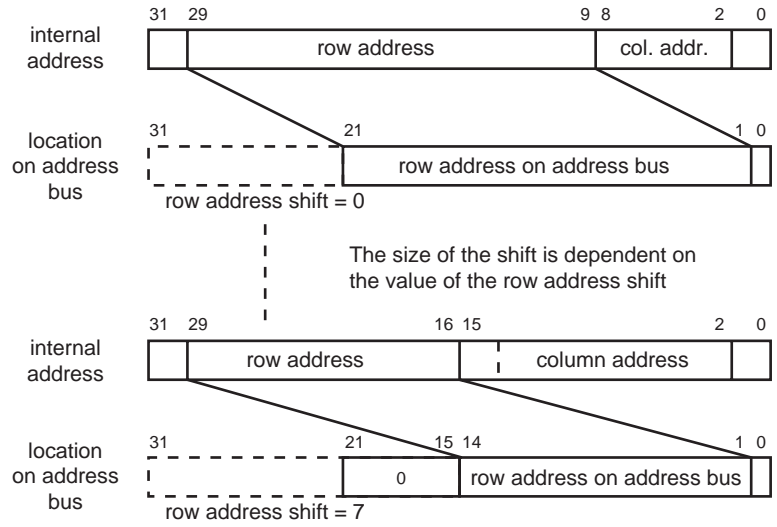 31 29 9 8 2 0
internal address
row address
col. addr.
31 21 1 0
location on address bus
row address on address bus
row address shift = 0
The size of the shift is dependent on
the value of the row address shift
31 29 16 15 2 0
internal address
row address
column address
31 21 15 14 1 0
location on address bus
0
row address on address bus
row address shift = 7